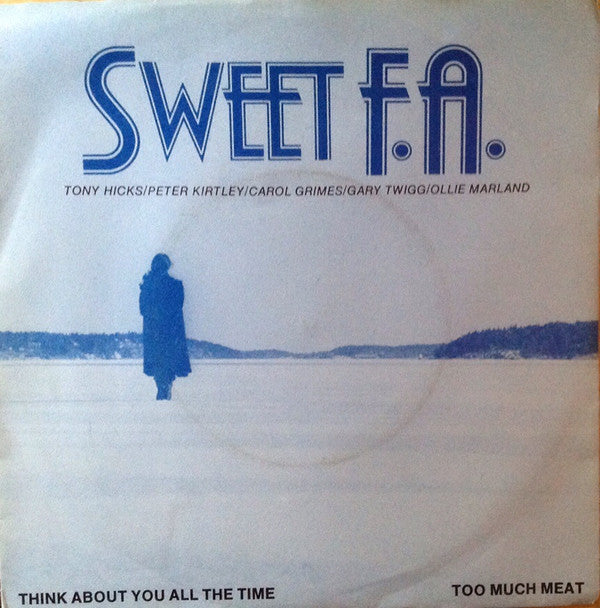 SWEET F.A.
TONY HICKS/PETER KIRTLEY/CAROL GRIMES/GARY TWIGG/OLLIE MARLAND
THINK ABOUT YOU ALL THE TIME
TOO MUCH MEAT